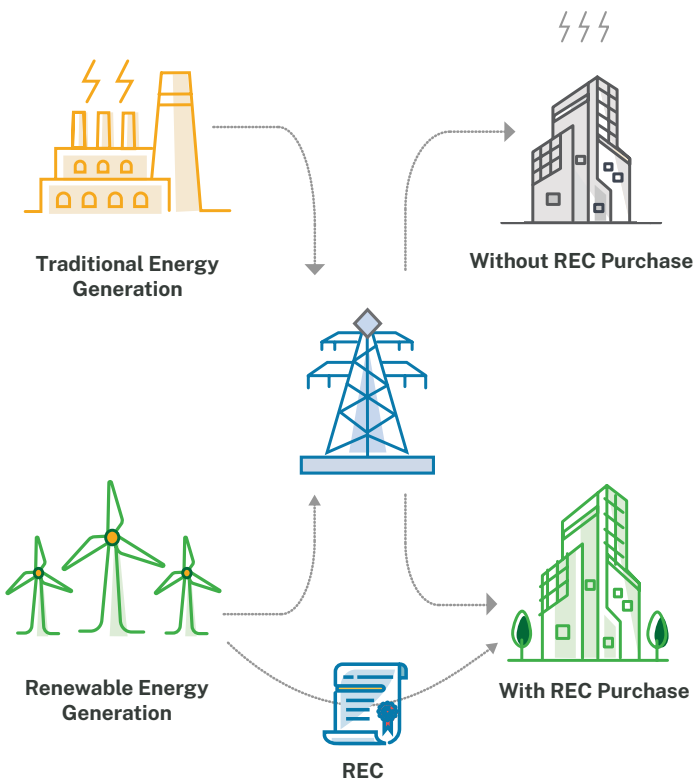 Traditional Energy
Generation
Without REC Purchase
Renewable Energy
Generation
With REC Purchase
REC